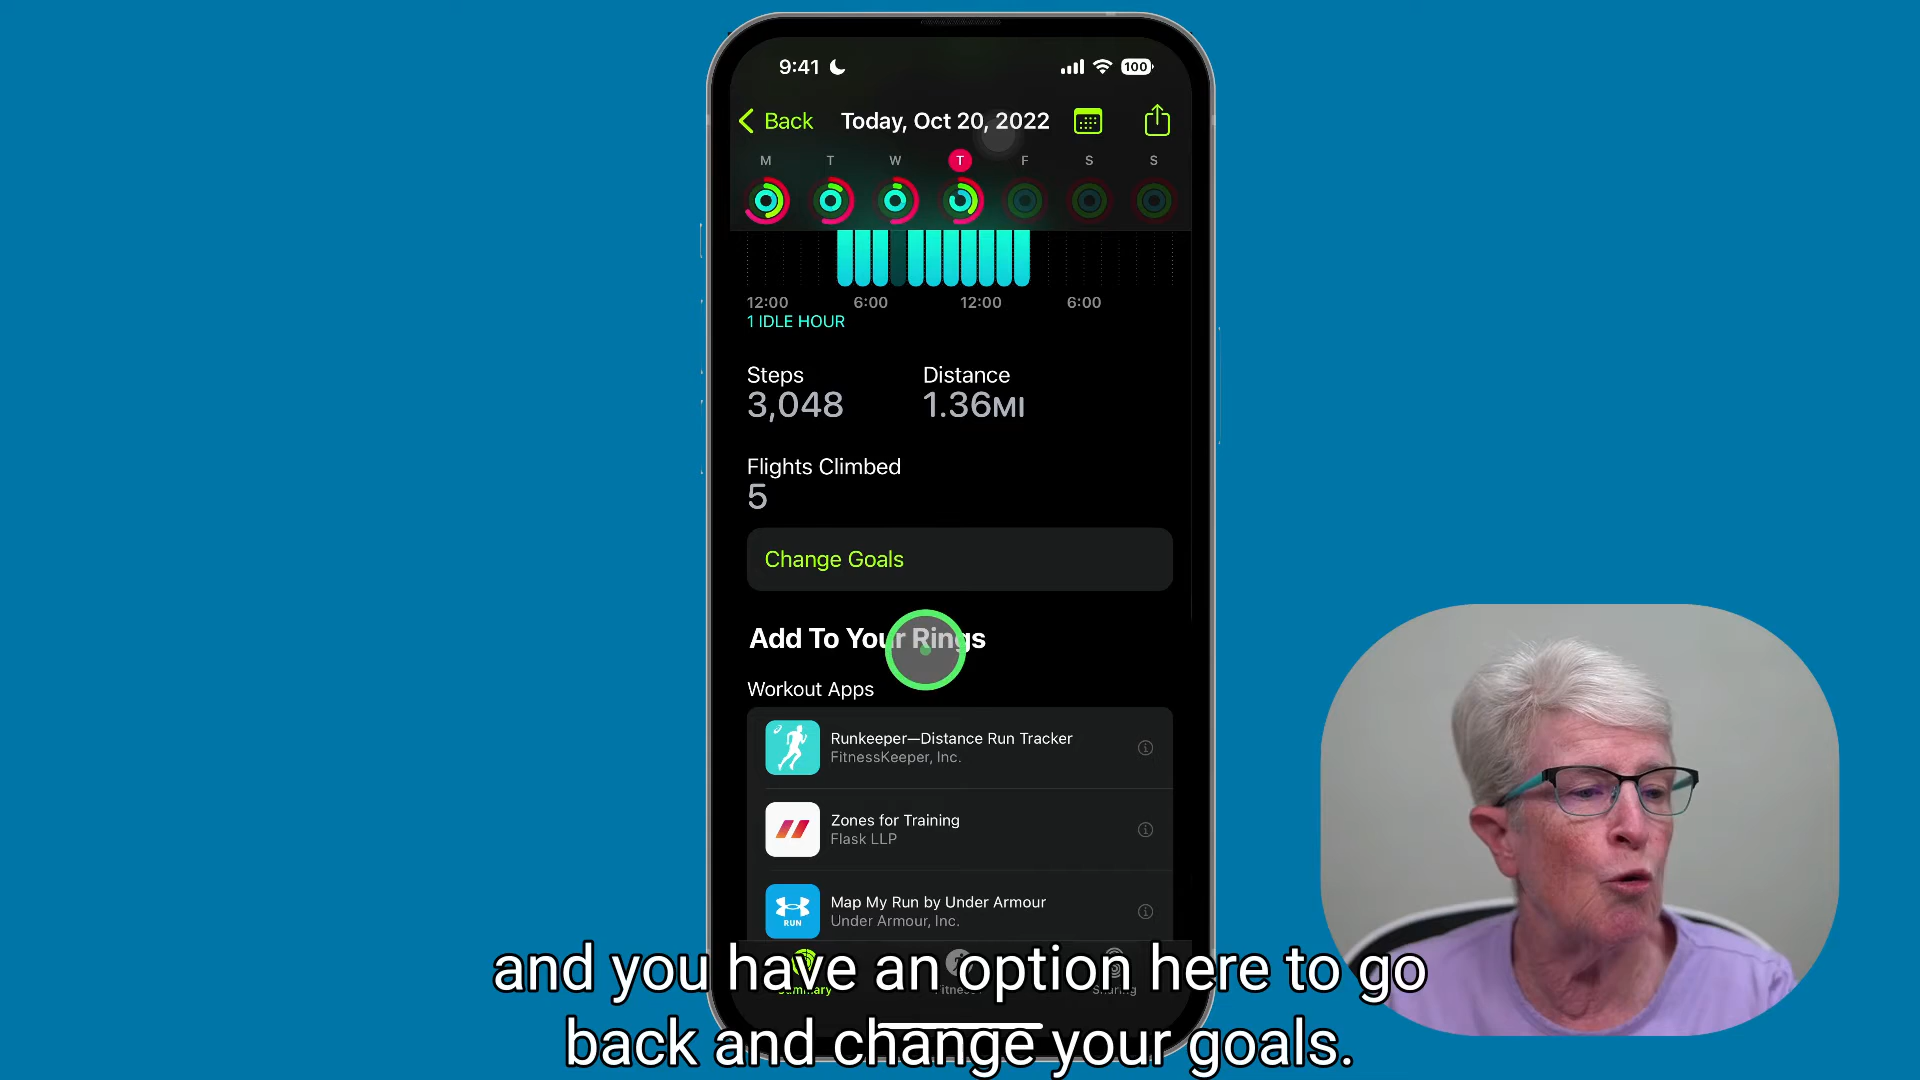 9:41
100
Back
Today, Oct 20, 2022
M T W T F S S
12:00 6:00 12:00 6:00
1 IDLE HOUR
Steps Distance
3,048 1.36MI
Flights Climbed
5
Change Goals
Add To Your Rings
Workout Apps
Runkeeper—Distance Run Tracker
FitnessKeeper, Inc.
Zones for Training
Flask LLP
RUN
Map My Run by Under Armour
Under Armour, Inc.
Summary Fitness+ Sharing
and you have an option here to go
back and change your goals.